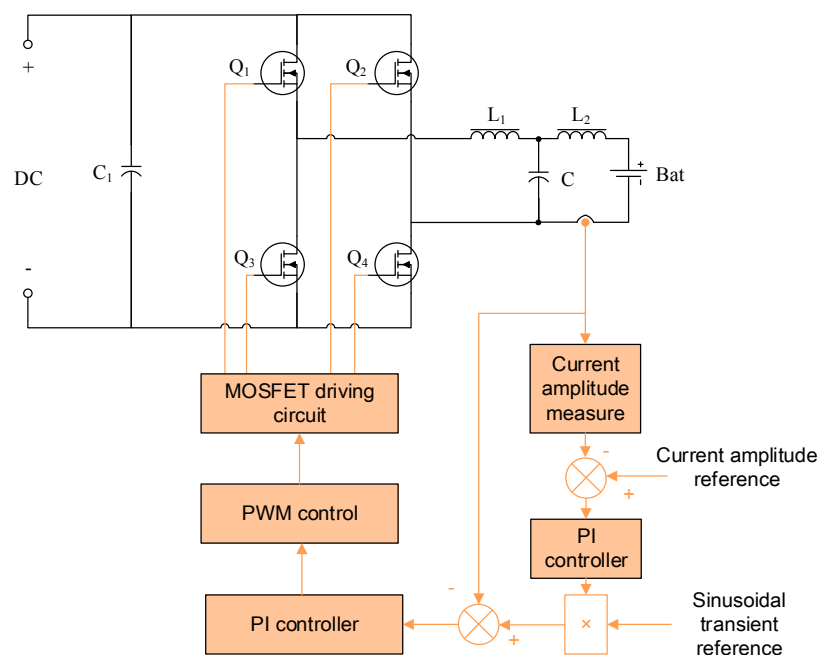 Q₁
Q₂
+
L₁
L₂
DC
C₁
C
+
-
Bat
-
Q₃
Q₄
MOSFET driving
circuit
Current
amplitude
measure
-
+
Current amplitude
reference
PWM control
PI
controller
PI controller
-
+
×
Sinusoidal
transient
reference